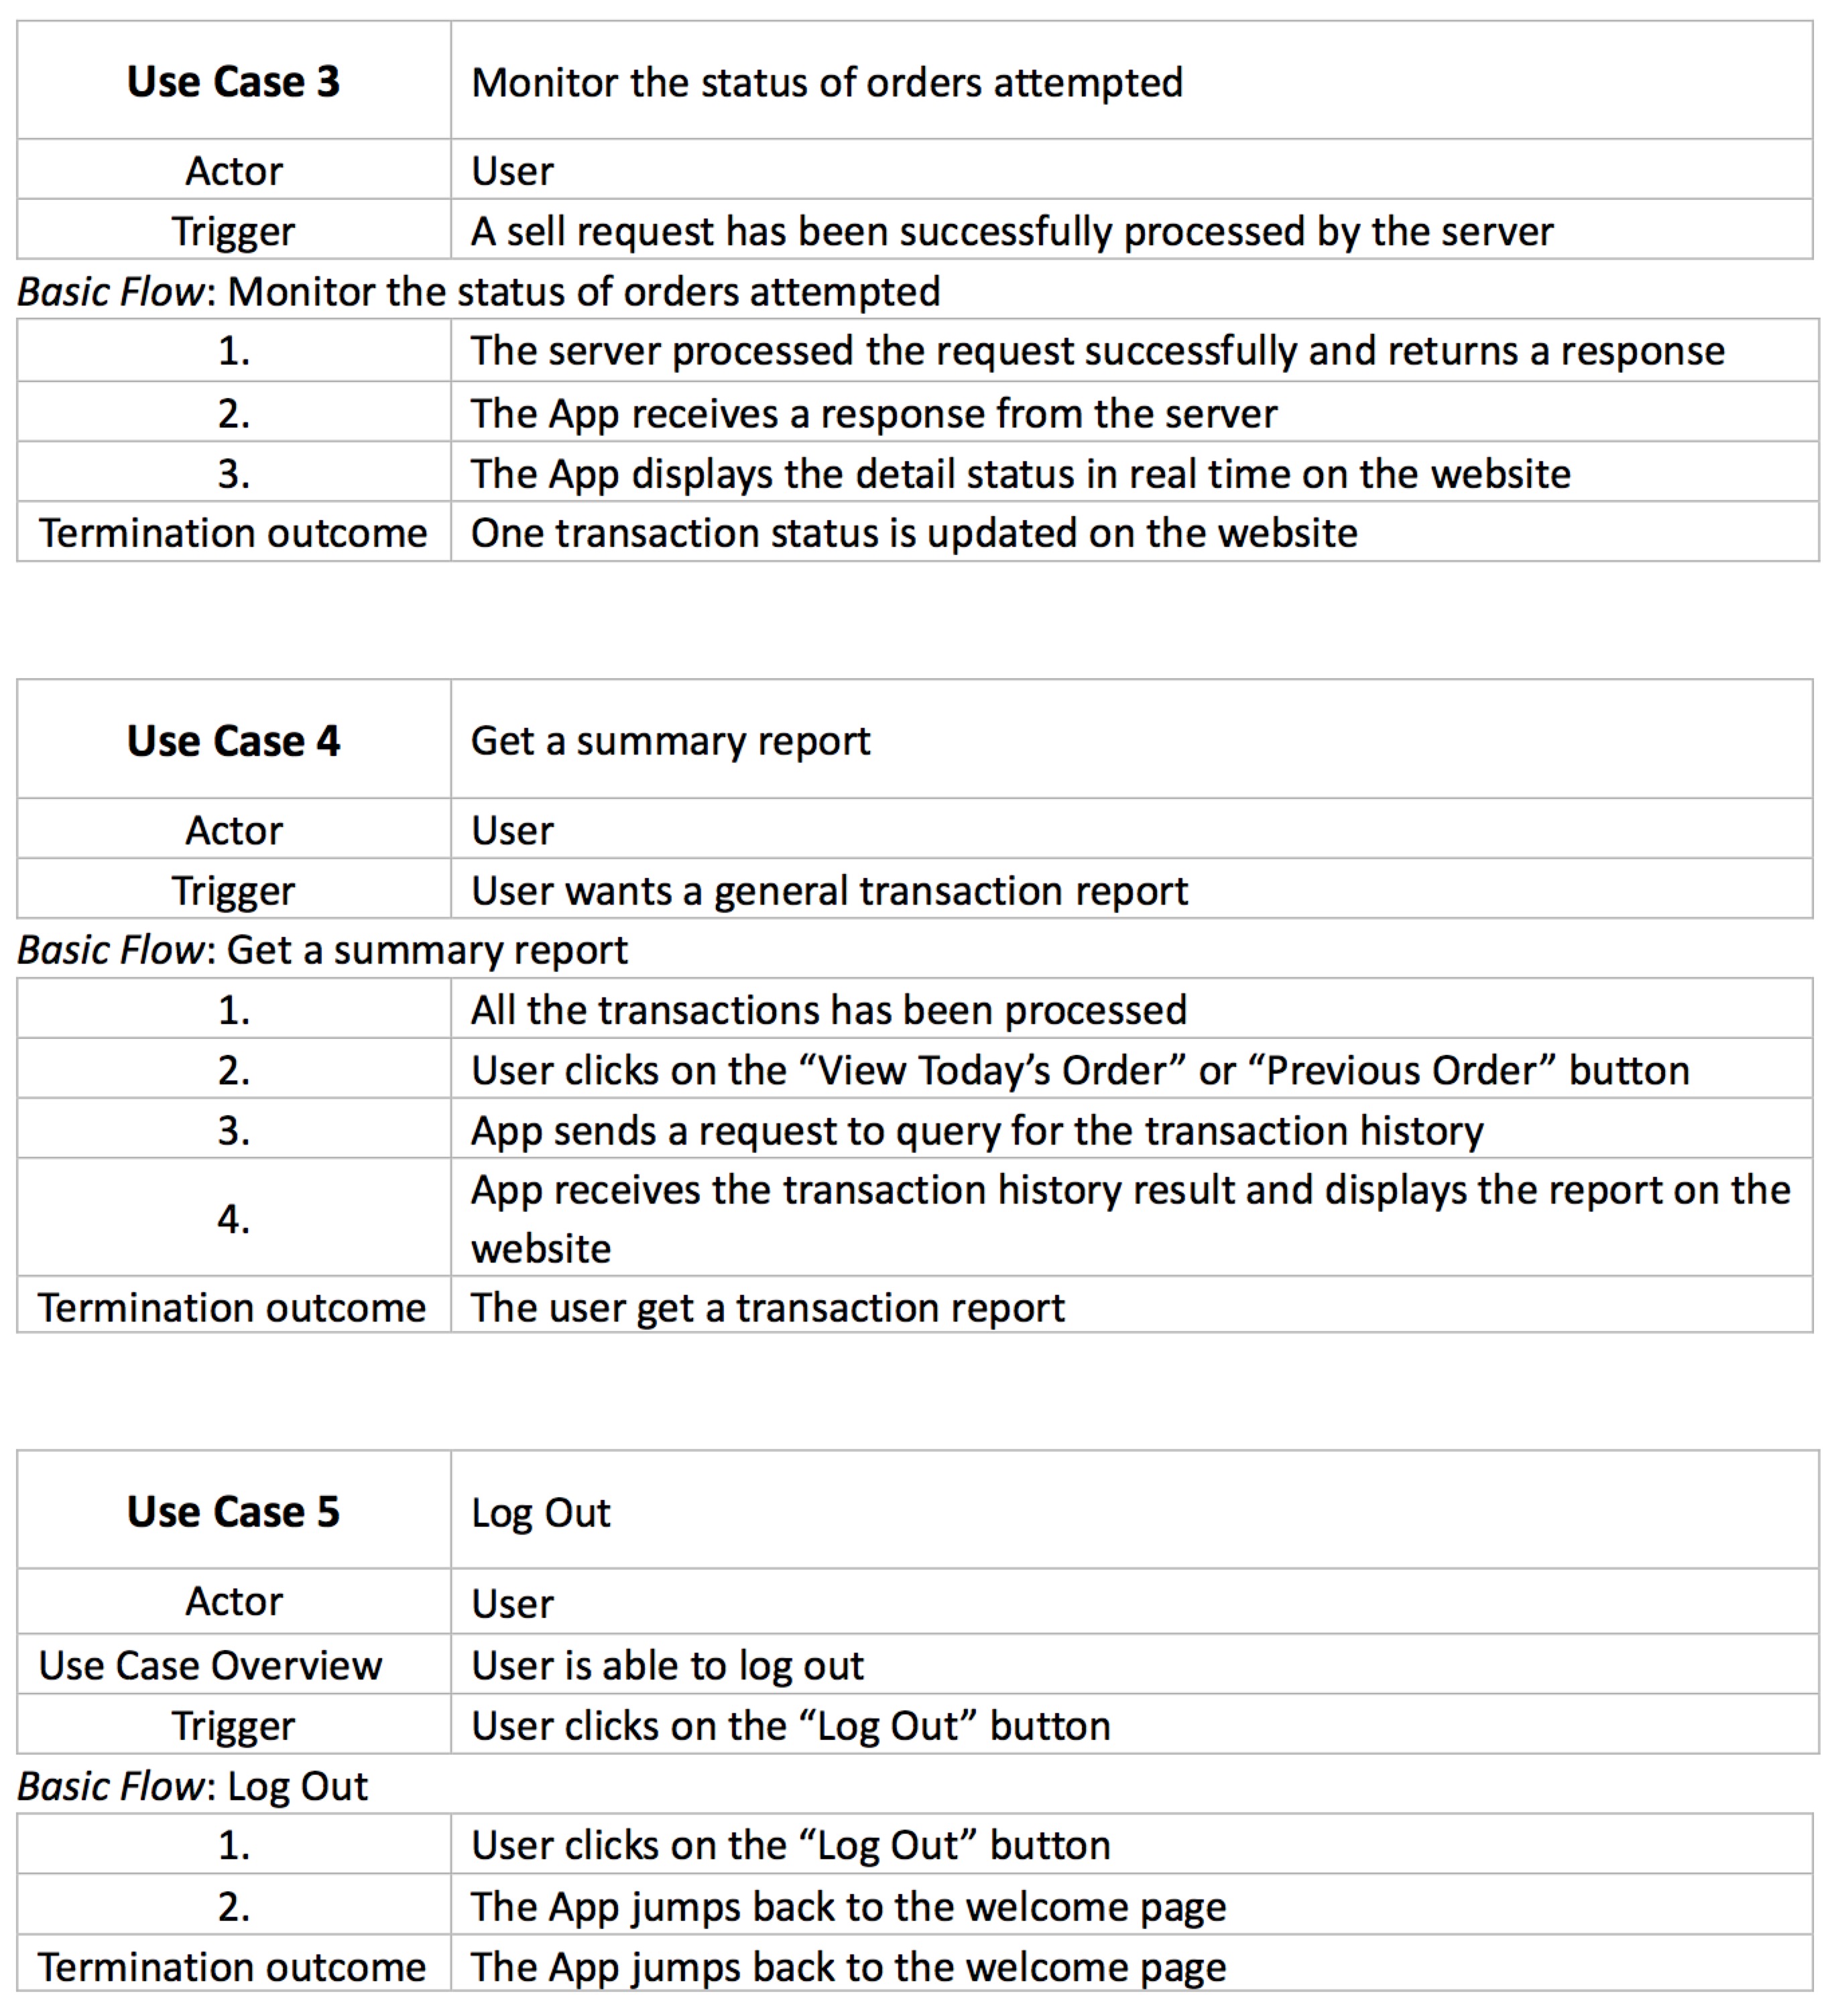 Use Case 3 Monitor the status of orders attempted
Actor User
Trigger A sell request has been successfully processed by the server
Basic Flow: Monitor the status of orders attempted
1. The server processed the request successfully and returns a response
2. The App receives a response from the server
3. The App displays the detail status in real time on the website
Termination outcome One transaction status is updated on the website
Use Case 4 Get a summary report
Actor User
Trigger User wants a general transaction report
Basic Flow: Get a summary report
1. All the transactions has been processed
2. User clicks on the “View Today’s Order” or “Previous Order” button
3. App sends a request to query for the transaction history
4. App receives the transaction history result and displays the report on the
website
Termination outcome The user get a transaction report
Use Case 5 Log Out
Actor User
Use Case Overview User is able to log out
Trigger User clicks on the “Log Out” button
Basic Flow: Log Out
1. User clicks on the “Log Out” button
2. The App jumps back to the welcome page
Termination outcome The App jumps back to the welcome page